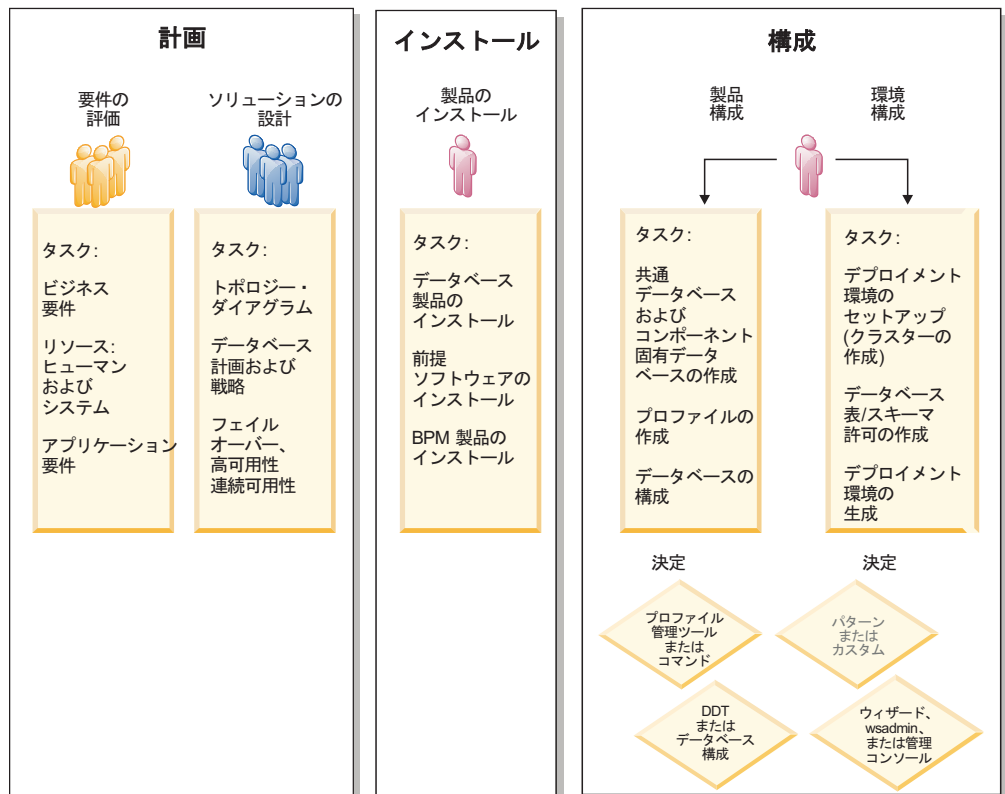 計画
要件の
評価
ソリューションの
設計
タスク:
ビジネス
要件
リソース:
ヒューマン
および
システム
アプリケーション
要件
タスク:
トポロジー・
ダイアグラム
データベース
計画および
戦略
フェイル
オーバー、
高可用性
連続可用性
インストール
製品の
インストール
タスク:
データベース
製品の
インストール
前提
ソフトウェアの
インストール
BPM 製品の
インストール
構成
製品
構成
環境
構成
タスク:
共通
データベース
および
コンポーネント
固有データ
ベースの作成
プロファイルの
作成
データベースの
構成
タスク:
デプロイメント
環境の
セットアップ
(クラスターの
作成)
データベース
表/スキーマ
許可の作成
デプロイメント
環境の
生成
決定
プロファイル
管理ツール
または
コマンド
DDT
または
データベース
構成
決定
パターン
または
カスタム
ウィザード、
wsadmin、
または管理
コンソール